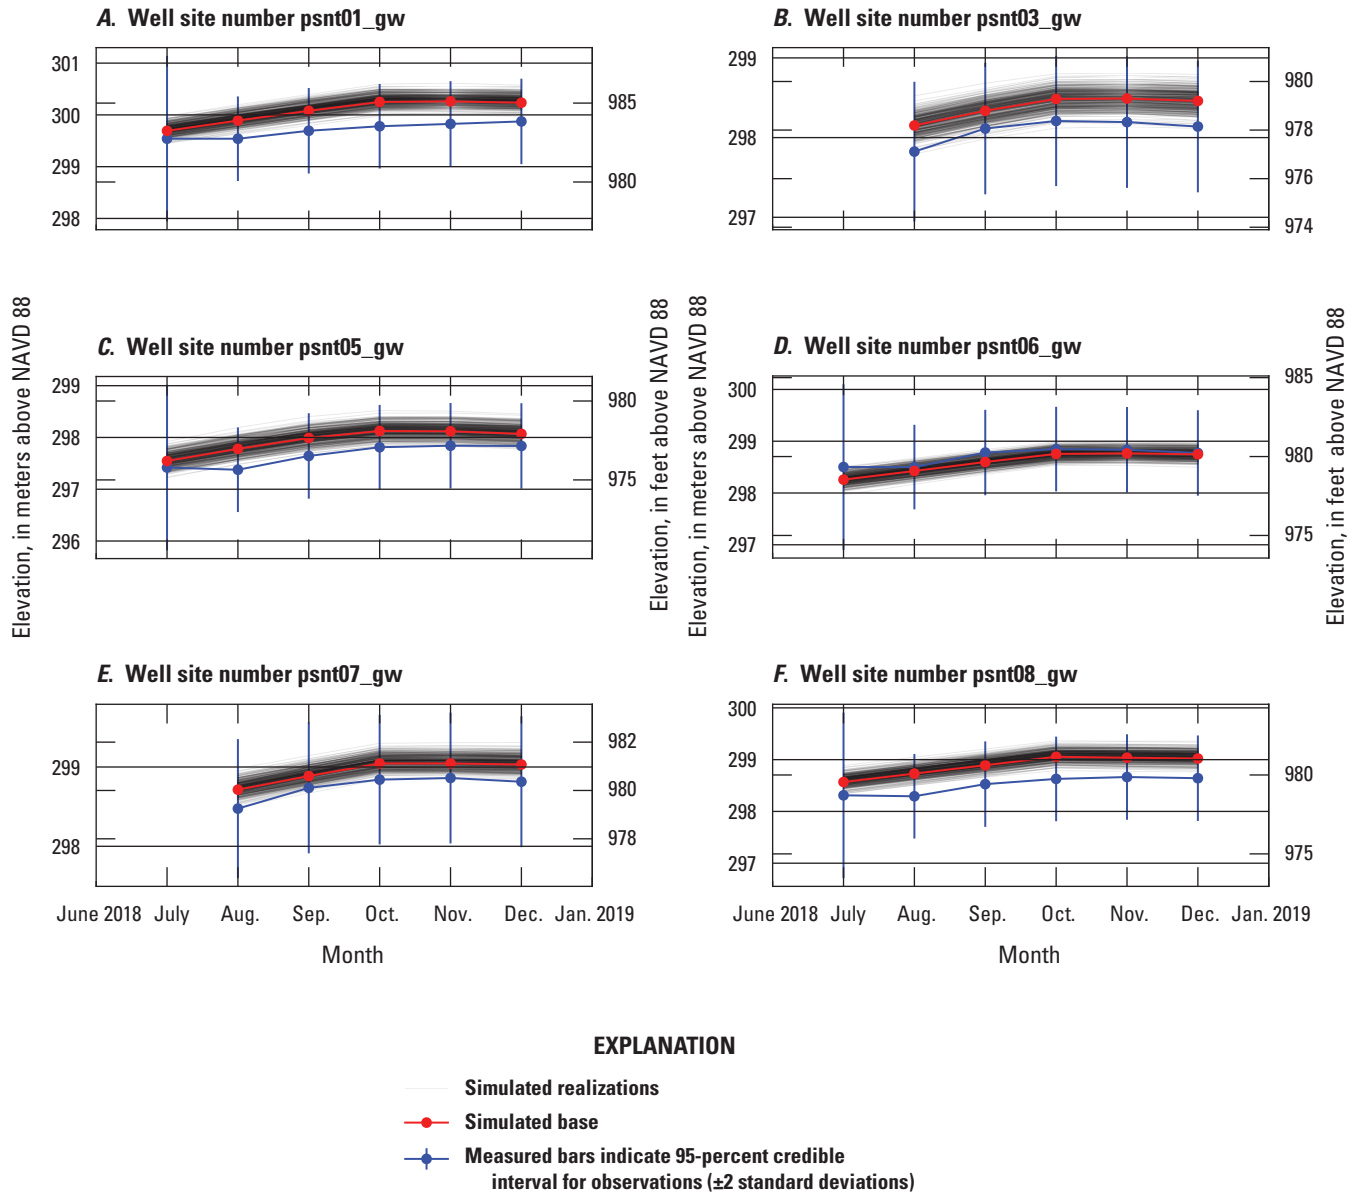 A. Well site number psnt01_gw
B. Well site number psnt03_gw
301
300
299
298
985
980
299
298
297
980
978
976
974
Elevation, in meters above NAVD 88
Elevation, in feet above NAVD 88
Elevation, in meters above NAVD 88
Elevation, in feet above NAVD 88
C. Well site number psnt05_gw
D. Well site number psnt06_gw
299
298
297
296
980
975
300
299
298
297
985
980
975
E. Well site number psnt07_gw
F. Well site number psnt08_gw
299
298
982
980
978
300
299
298
297
980
975
June 2018 July Aug. Sep. Oct. Nov. Dec. Jan. 2019
June 2018 July Aug. Sep. Oct. Nov. Dec. Jan. 2019
Month
Month
EXPLANATION
Simulated realizations
Simulated base
Measured bars indicate 95-percent credible
interval for observations (±2 standard deviations)